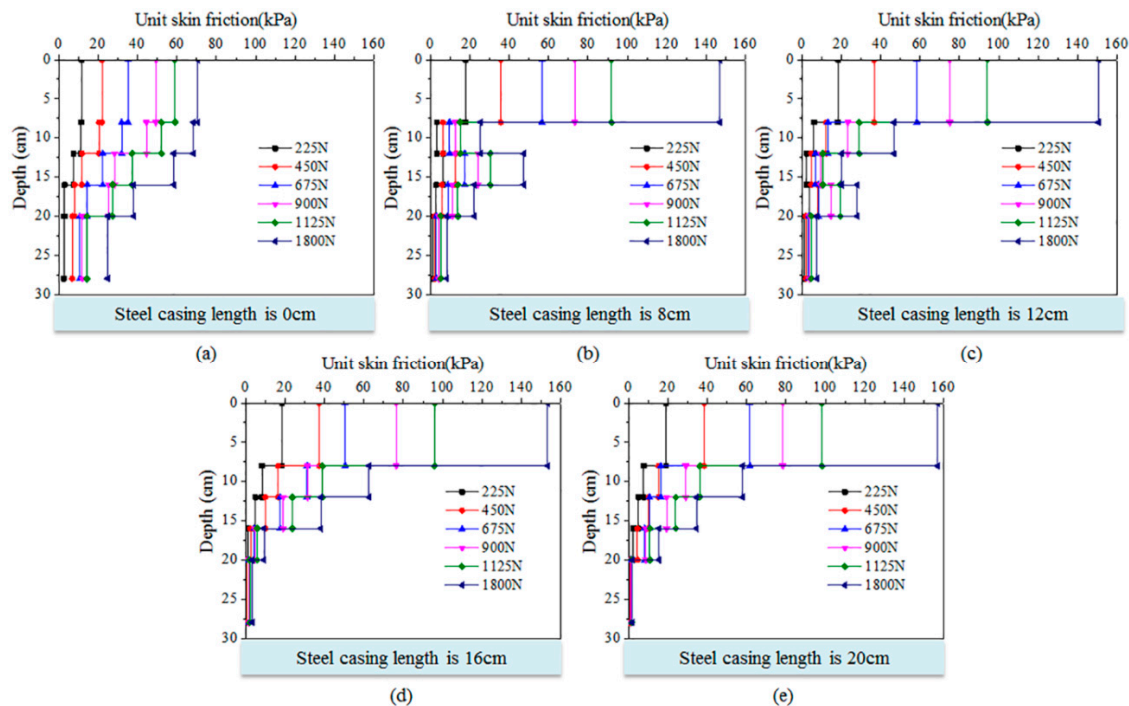 Unit skin friction(kPa)
0 20 40 60 80 100 120 140 160
0
5
10
15
20
25
30
Depth (cm)
225N
450N
675N
900N
1125N
1800N
Steel casing length is 0cm
(a)
Unit skin friction(kPa)
0 20 40 60 80 100 120 140 160
0
5
10
15
20
25
30
Depth (cm)
225N
450N
675N
900N
1125N
1800N
Steel casing length is 8cm
(b)
Unit skin friction(kPa)
0 20 40 60 80 100 120 140 160
0
5
10
15
20
25
30
Depth (cm)
225N
450N
675N
900N
1125N
1800N
Steel casing length is 12cm
(c)
Unit skin friction(kPa)
0 20 40 60 80 100 120 140 160
0
5
10
15
20
25
30
Depth (cm)
225N
450N
675N
900N
1125N
1800N
Steel casing length is 16cm
(d)
Unit skin friction(kPa)
0 20 40 60 80 100 120 140 160
0
5
10
15
20
25
30
Depth (cm)
225N
450N
675N
900N
1125N
1800N
Steel casing length is 20cm
(e)